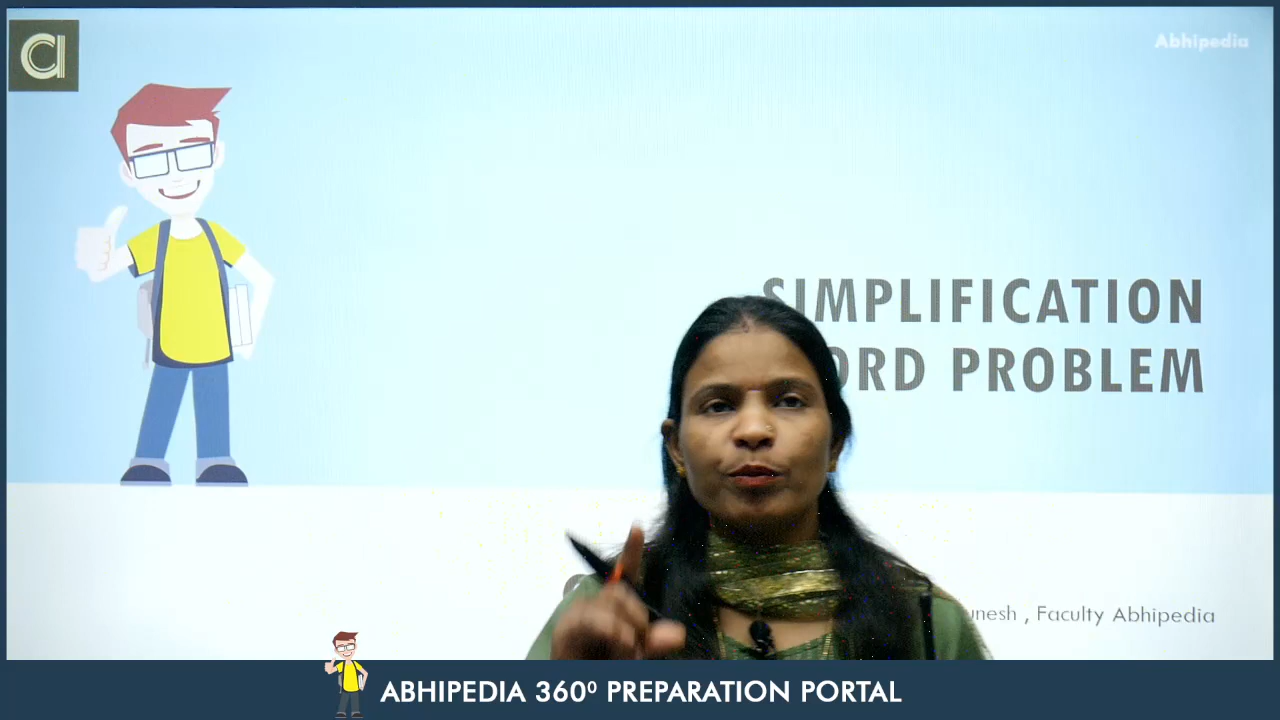 Abhipedia
SIMPLIFICATION
PROBLEM
, Faculty Abhipedia
ABHIPEDIA 360⁰ PREPARATION PORTAL